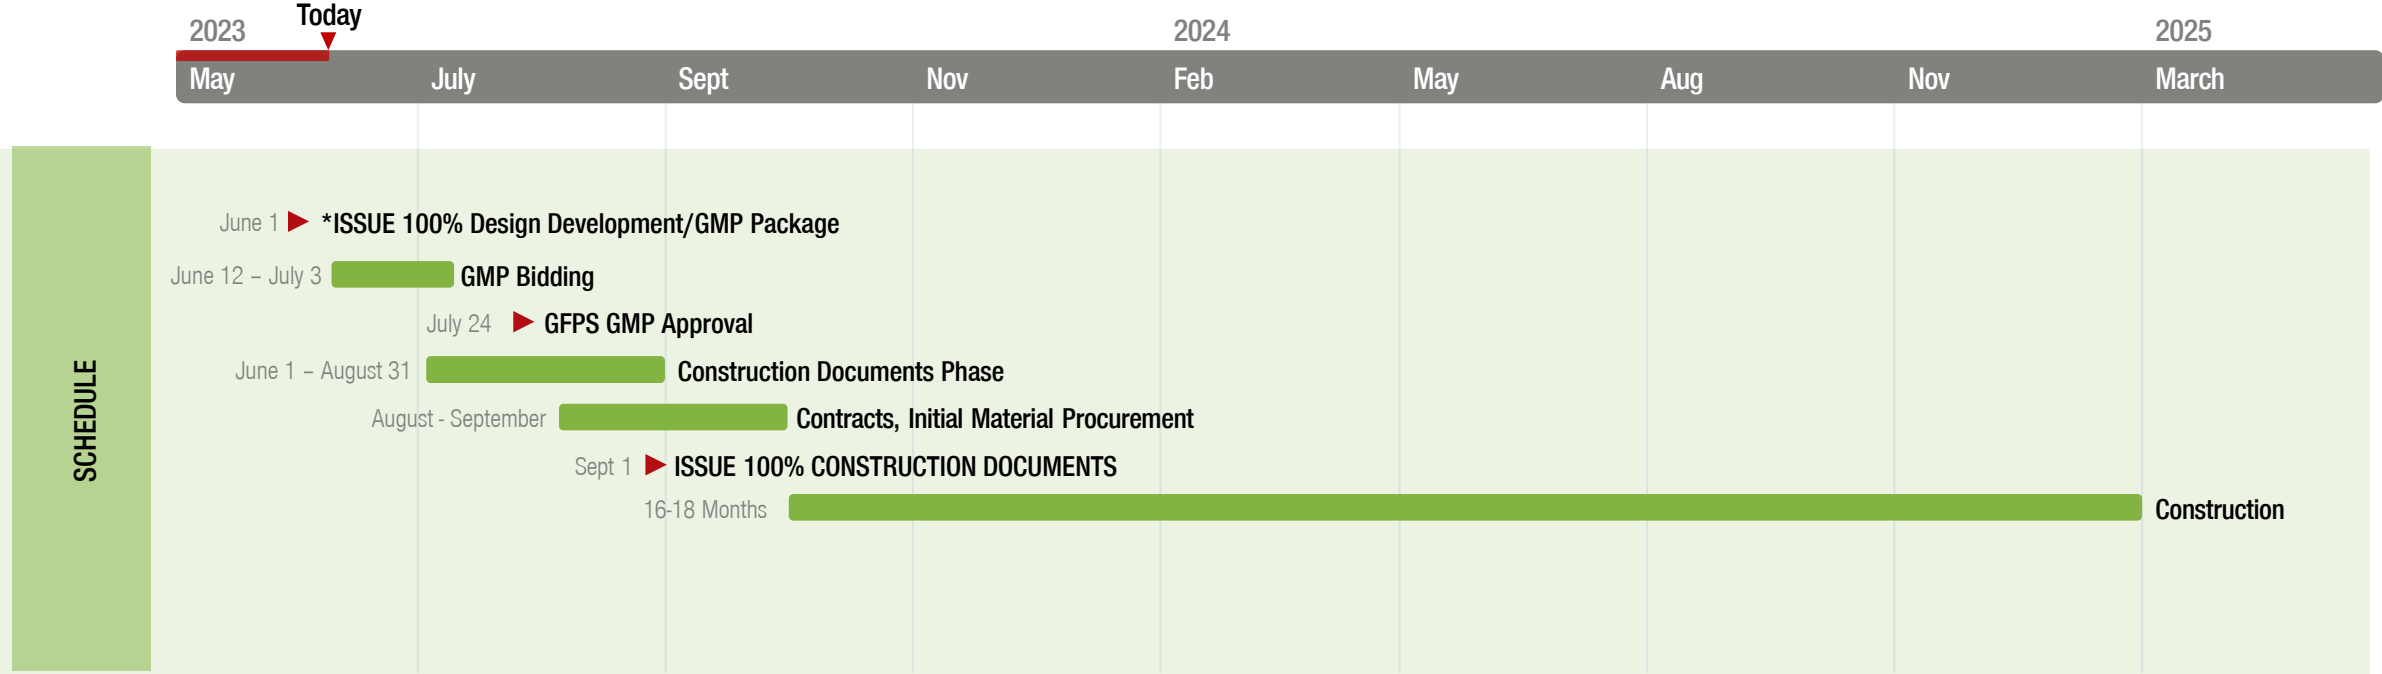 Today
2023 2024 2025
May July Sept Nov Feb May Aug Nov March
SCHEDULE
June 1 *ISSUE 100% Design Development/GMP Package
June 12 – July 3 GMP Bidding
July 24 GFPS GMP Approval
June 1 – August 31 Construction Documents Phase
August - September Contracts, Initial Material Procurement
Sept 1 ISSUE 100% CONSTRUCTION DOCUMENTS
16-18 Months Construction